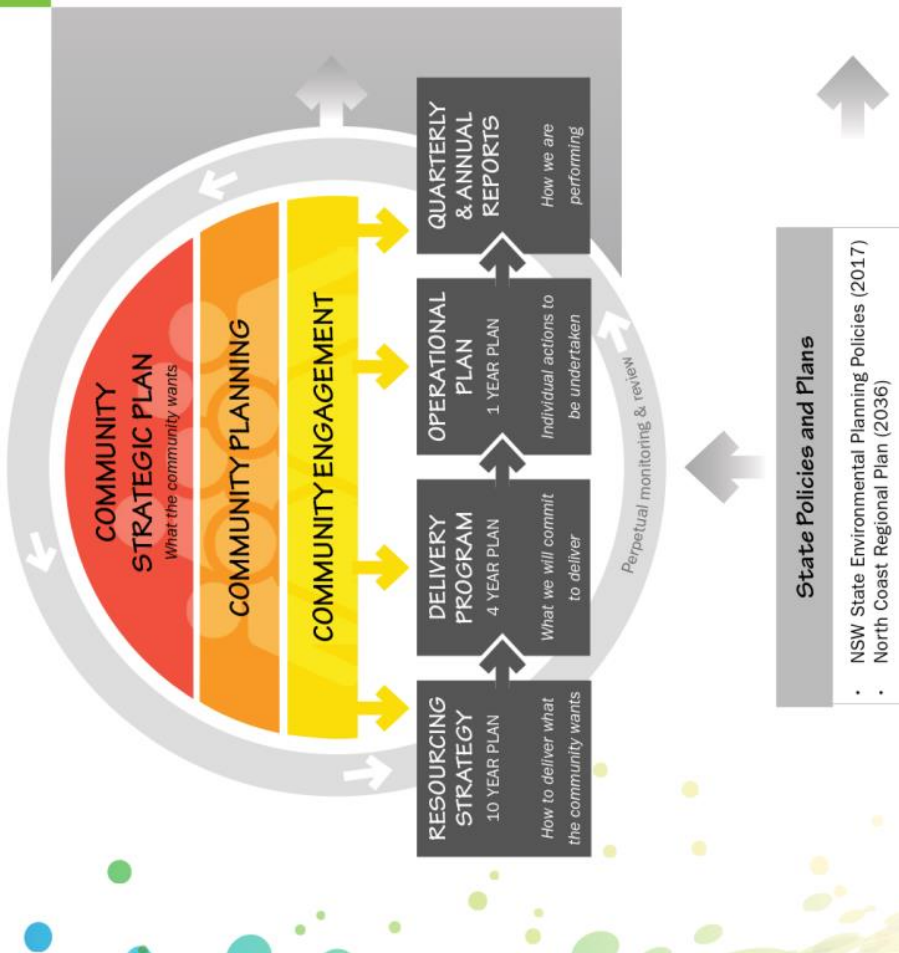 COMMUNITY
STRATEGIC PLAN
What the community wants
COMMUNITY PLANNING
COMMUNITY ENGAGEMENT
RESOURCING
STRATEGY
10 YEAR PLAN
How to deliver what
the community wants
DELIVERY
PROGRAM
4 YEAR PLAN
What we will commit
to deliver
OPERATIONAL
PLAN
1 YEAR PLAN
Individual actions to
be undertaken
QUARTERLY
& ANNUAL
REPORTS
How we are
performing
Perpetual monitoring & review
State Policies and Plans
• NSW State Environmental Planning Policies (2017)
• North Coast Regional Plan (2036)